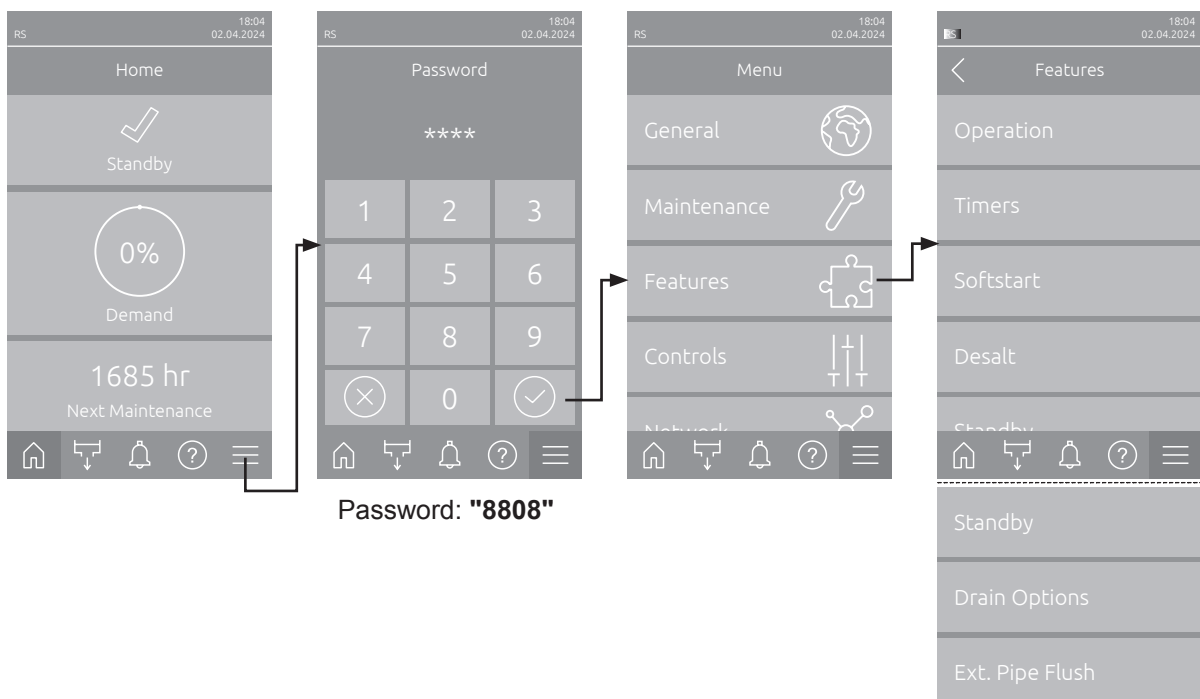 18:04
RS 02.04.2024
Home
Standby
0%
Demand
1685 hr
Next Maintenance
18:04
RS 02.04.2024
Password
****
1 2 3
4 5 6
7 8 9
0
?
Password: "8808"
18:04
RS 02.04.2024
Menu
General
Maintenance
Features
Controls
Network
?
18:04
RS 02.04.2024
Features
Operation
Timers
Softstart
Desalt
Standby
?
Standby
Drain Options
Ext. Pipe Flush